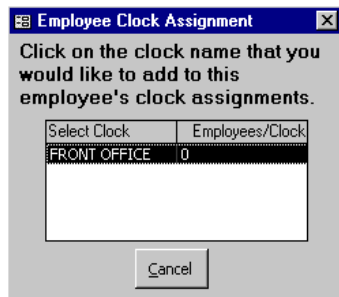 Employee Clock Assignment
Click on the clock name that you
would like to add to this
employee's clock assignments.
Select Clock Employees/Clock
FRONT OFFICE 0
Cancel